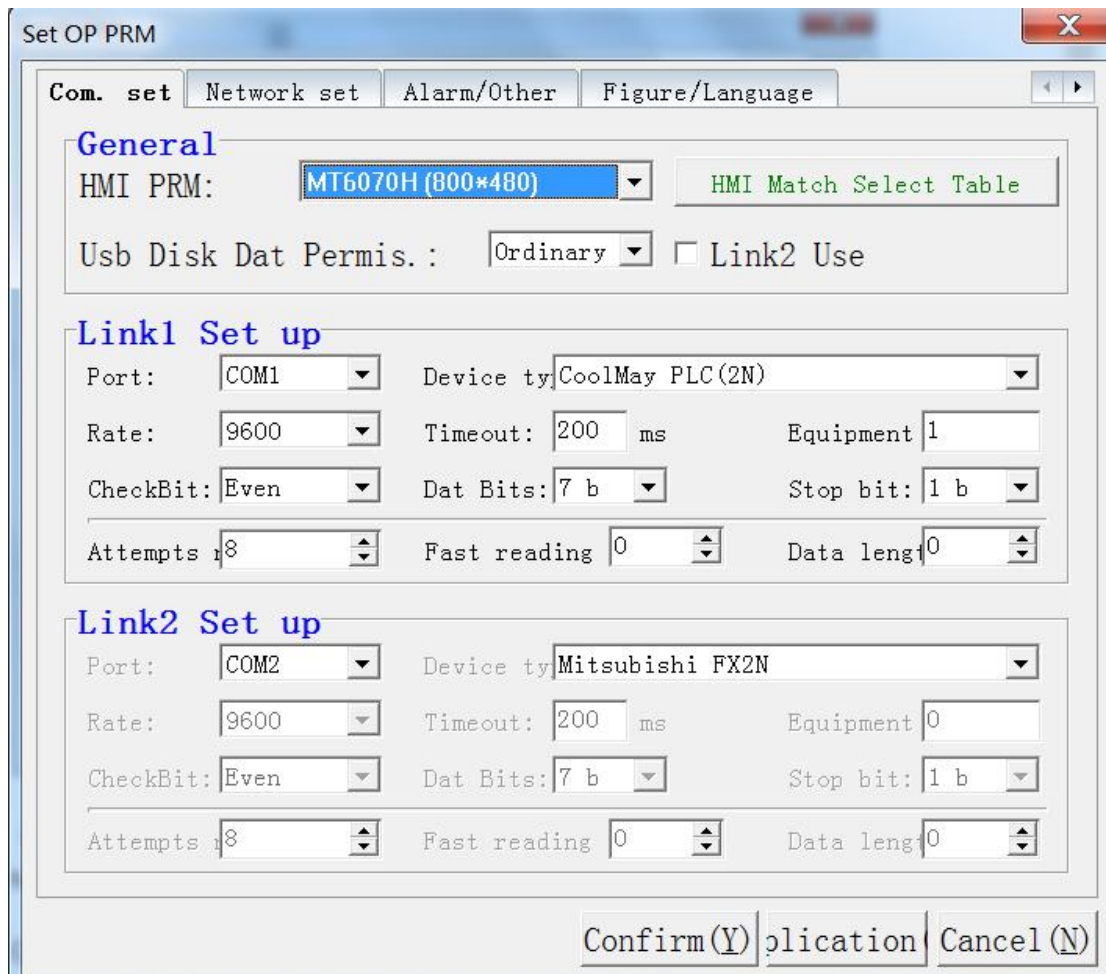 Set OP PRM
X
Com. set Network set Alarm/Other Figure/Language
General
HMI PRM: MT6070H (800*480) HMI Match Select Table
Usb Disk Dat Permis.: Ordinary Link2 Use
Link1 Set up
Port: COM1 Device ty CoolMay PLC(2N)
Rate: 9600 Timeout: 200 ms Equipment 1
CheckBit: Even Dat Bits: 7 b Stop bit: 1 b
Attempts 8 Fast reading 0 Data leng 0
Link2 Set up
Port: COM2 Device ty Mitsubishi FX2N
Rate: 9600 Timeout: 200 ms Equipment 0
CheckBit: Even Dat Bits: 7 b Stop bit: 1 b
Attempts 8 Fast reading 0 Data leng 0
Confirm(Y) plication( Cancel(N)